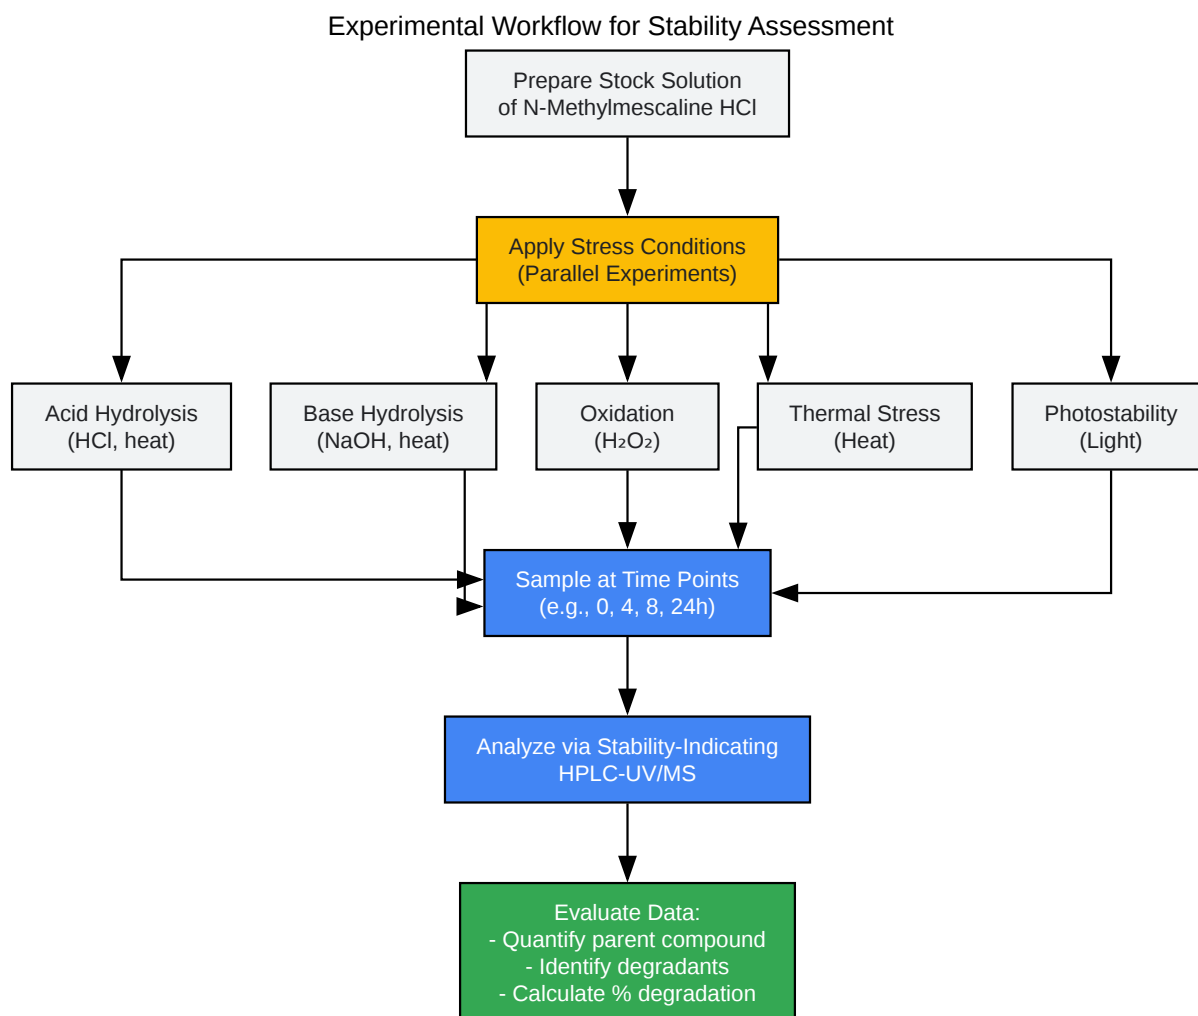 Experimental Workflow for Stability Assessment
Prepare Stock Solution
of N-Methylmescaline HCl
Apply Stress Conditions
(Parallel Experiments)
Acid Hydrolysis
(HCl, heat)
Base Hydrolysis
(NaOH, heat)
Oxidation
(H₂O₂)
Thermal Stress
(Heat)
Photostability
(Light)
Sample at Time Points
(e.g., 0, 4, 8, 24h)
Analyze via Stability-Indicating
HPLC-UV/MS
Evaluate Data:
- Quantify parent compound
- Identify degradants
- Calculate % degradation